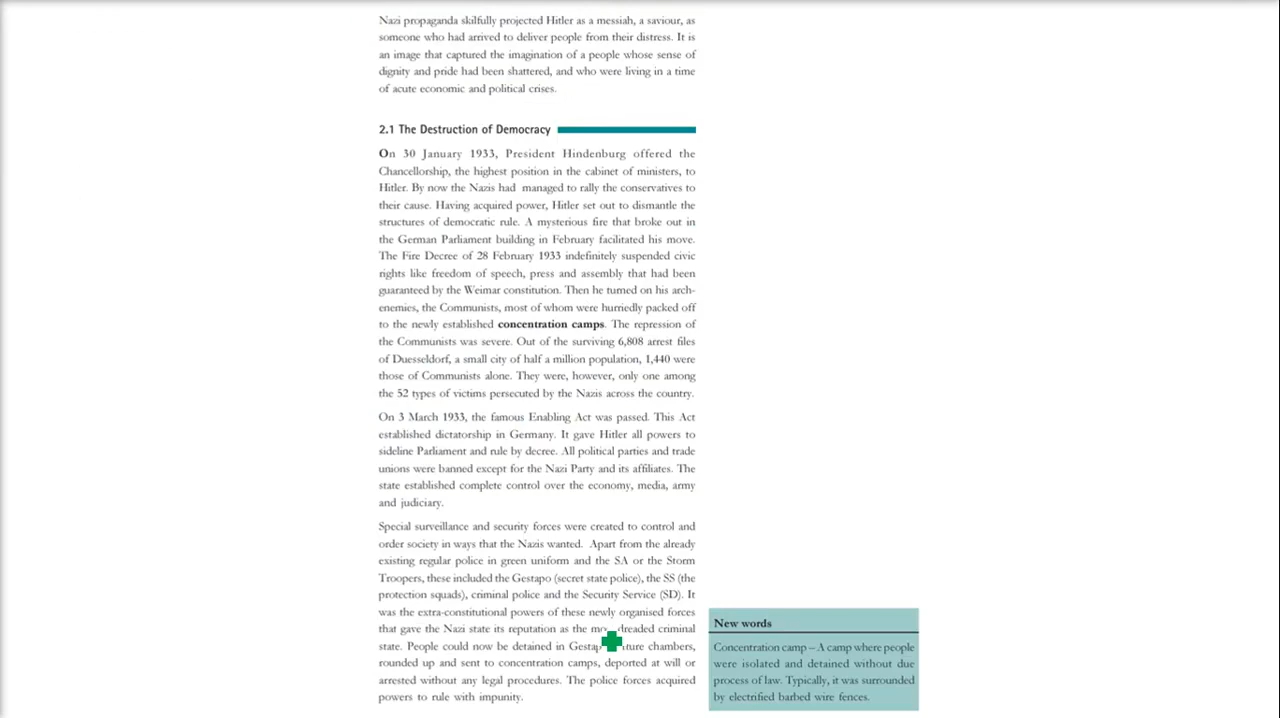 Nazi propaganda skilfully projected Hitler as a messiah, a saviour, as
someone who had arrived to deliver people from their distress. It is
an image that captured the imagination of a people whose sense of
dignity and pride had been shattered, and who were living in a time
of acute economic and political crises.
2.1 The Destruction of Democracy
On 30 January 1933, President Hindenburg offered the
Chancellorship, the highest position in the cabinet of ministers, to
Hitler. By now the Nazis had managed to rally the conservatives to
their cause. Having acquired power, Hitler set out to dismantle the
structures of democratic rule. A mysterious fire that broke out in
the German Parliament building in February facilitated his move.
The Fire Decree of 28 February 1933 indefinitely suspended civic
rights like freedom of speech, press and assembly that had been
guaranteed by the Weimar constitution. Then he turned on his arch-
enemies, the Communists, most of whom were hurriedly packed off
to the newly established concentration camps. The repression of
the Communists was severe. Out of the surviving 6,808 arrest files
of Duesseldorf, a small city of half a million population, 1,440 were
those of Communists alone. They were, however, only one among
the 52 types of victims persecuted by the Nazis across the country.
On 3 March 1933, the famous Enabling Act was passed. This Act
established dictatorship in Germany. It gave Hitler all powers to
sideline Parliament and rule by decree. All political parties and trade
unions were banned except for the Nazi Party and its affiliates. The
state established complete control over the economy, media, army
and judiciary.
Special surveillance and security forces were created to control and
order society in ways that the Nazis wanted. Apart from the already
existing regular police in green uniform and the SA or the Storm
Troopers, these included the Gestapo (secret state police), the SS (the
protection squads), criminal police and the Security Service (SD). It
was the extra-constitutional powers of these newly organised forces
that gave the Nazi state its reputation as the dreaded criminal
state. People could now be detained in chambers,
rounded up and sent to concentration camps, deported at will or
arrested without any legal procedures. The police forces acquired
powers to rule with impunity.
New words
Concentration camp – A camp where people
were isolated and detained without due
process of law. Typically, it was surrounded
by electrified barbed wire fences.